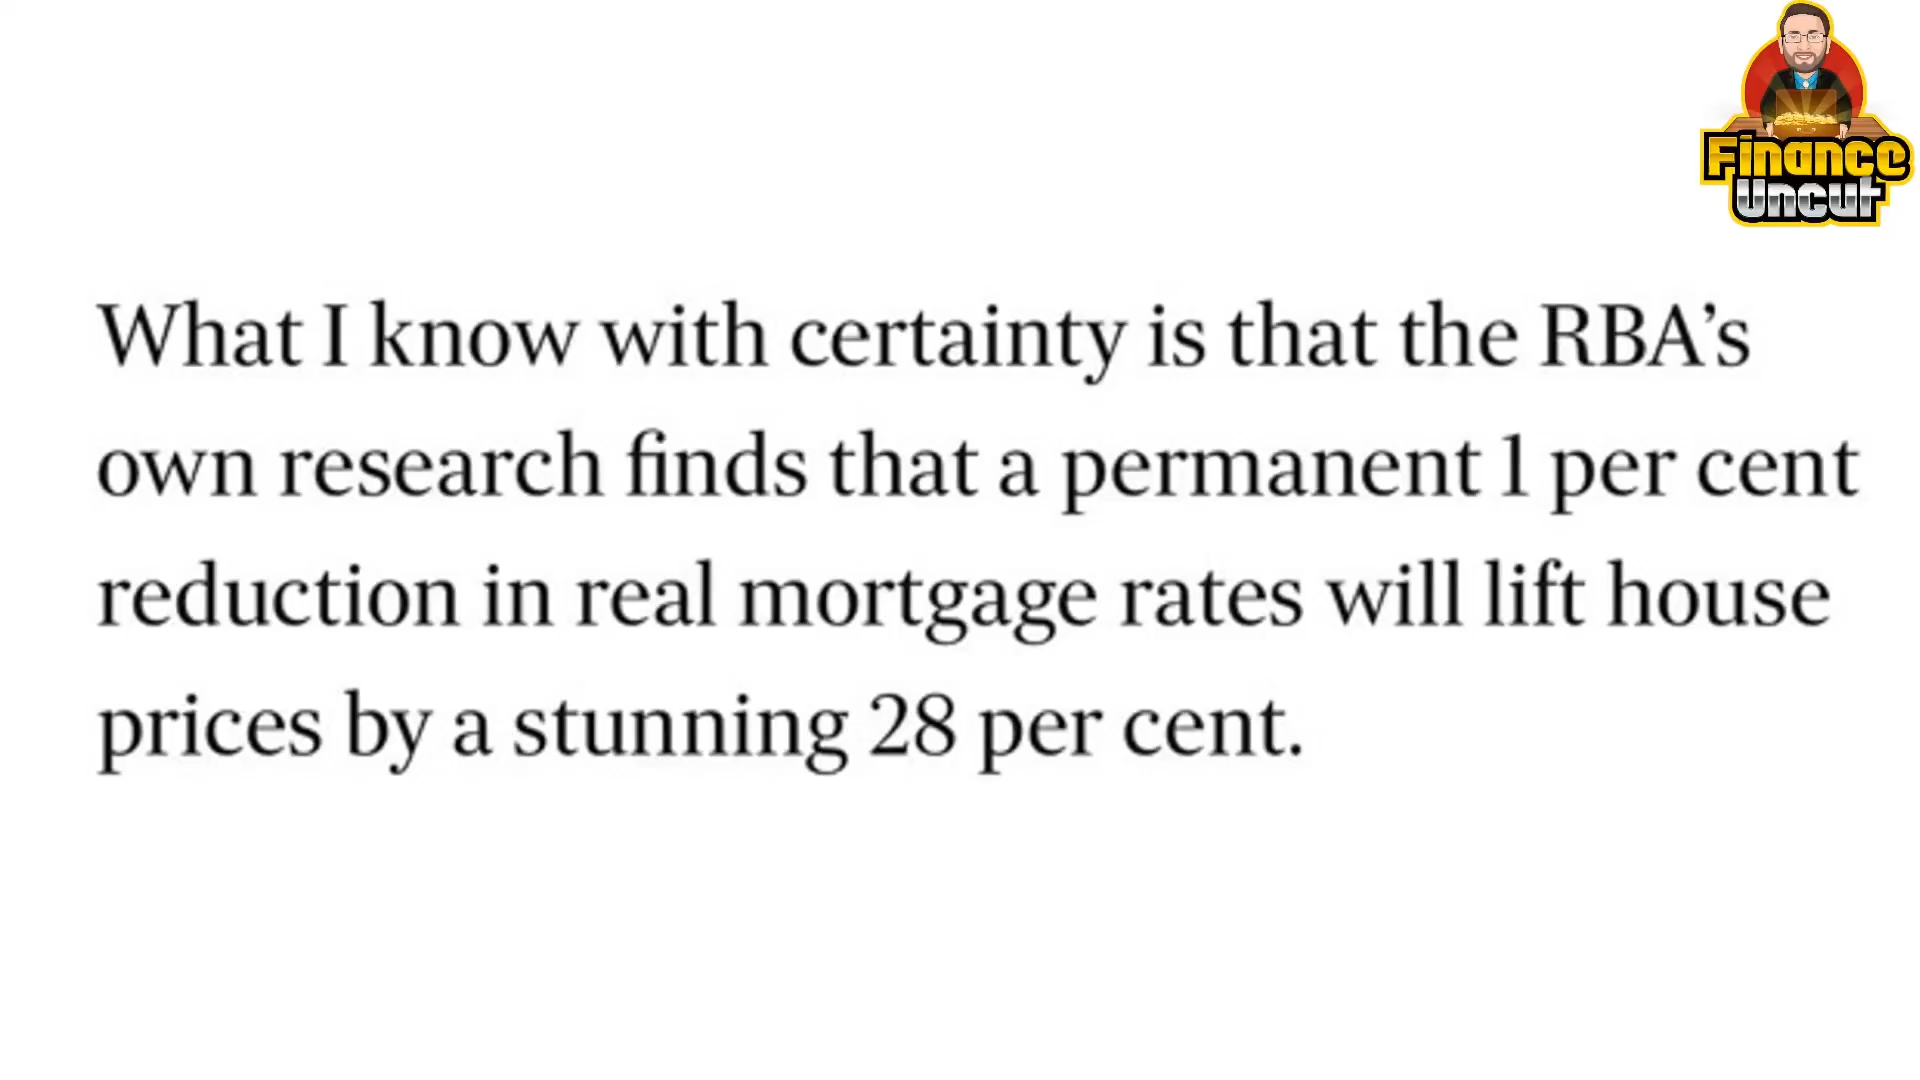 Finance
Uncut
What I know with certainty is that the RBA’s
own research finds that a permanent 1 per cent
reduction in real mortgage rates will lift house
prices by a stunning 28 per cent.